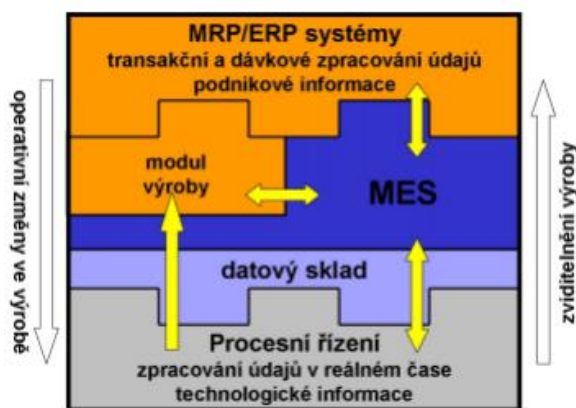 MRP/ERP systémy
transakční a dávkové zpracování údajů
podnikové informace
operativní změny ve výrobě
modul
výroby
MES
zviditelnění výroby
datový sklad
Procesní řízení
zpracování údajů v reálném čase
technologické informace